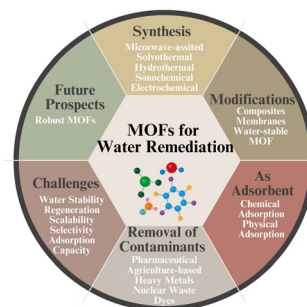 Synthesis
Micorwave-assited
Solvothermal
Hydrothermal
Sonochemical
Electrochemical
Modifications
Composites
Membranes
Water-stable
MOF
As
Adsorbent
Chemical
Adsorption
Physical
Adsorption
Removal of
Contaminants
Pharmaceutical
Agriculture-based
Heavy Metals
Nuclear Waste
Dyes
Challenges
Water Stability
Regeneration
Scalability
Selectivity
Adsorption
Capacity
Future
Prospects
Robust MOFs
MOFs for
Water Remediation